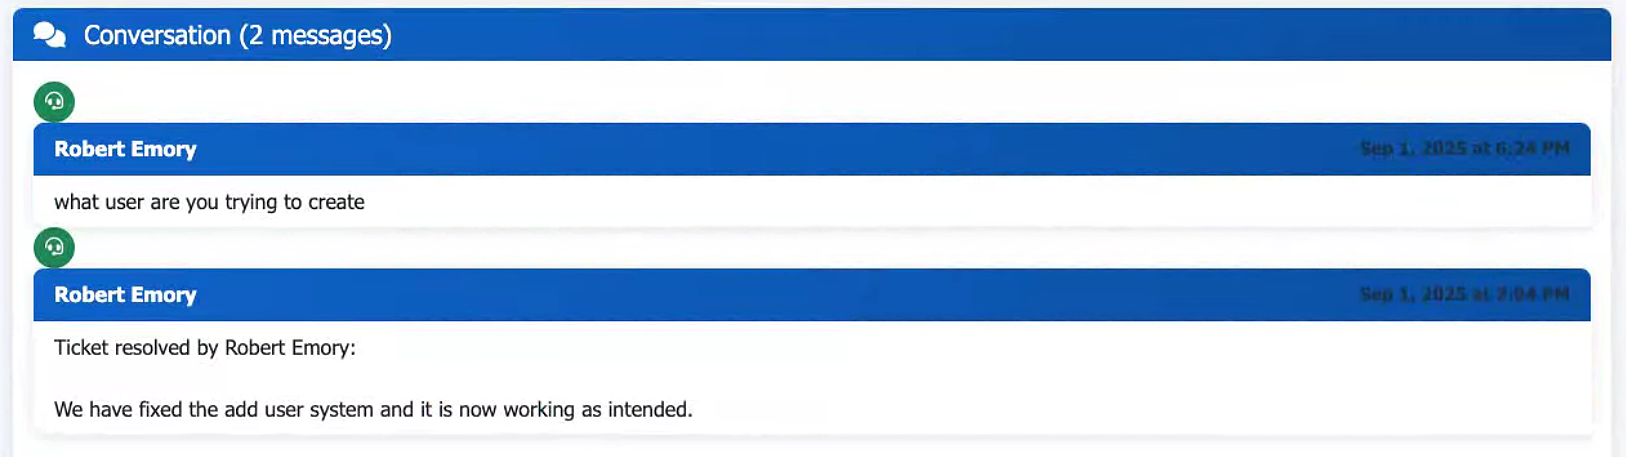 Conversation (2 messages)
Robert Emory
Sep 1, 2025 at 6:24 PM
what user are you trying to create
Robert Emory
Sep 1, 2025 at 7:04 PM
Ticket resolved by Robert Emory:
We have fixed the add user system and it is now working as intended.